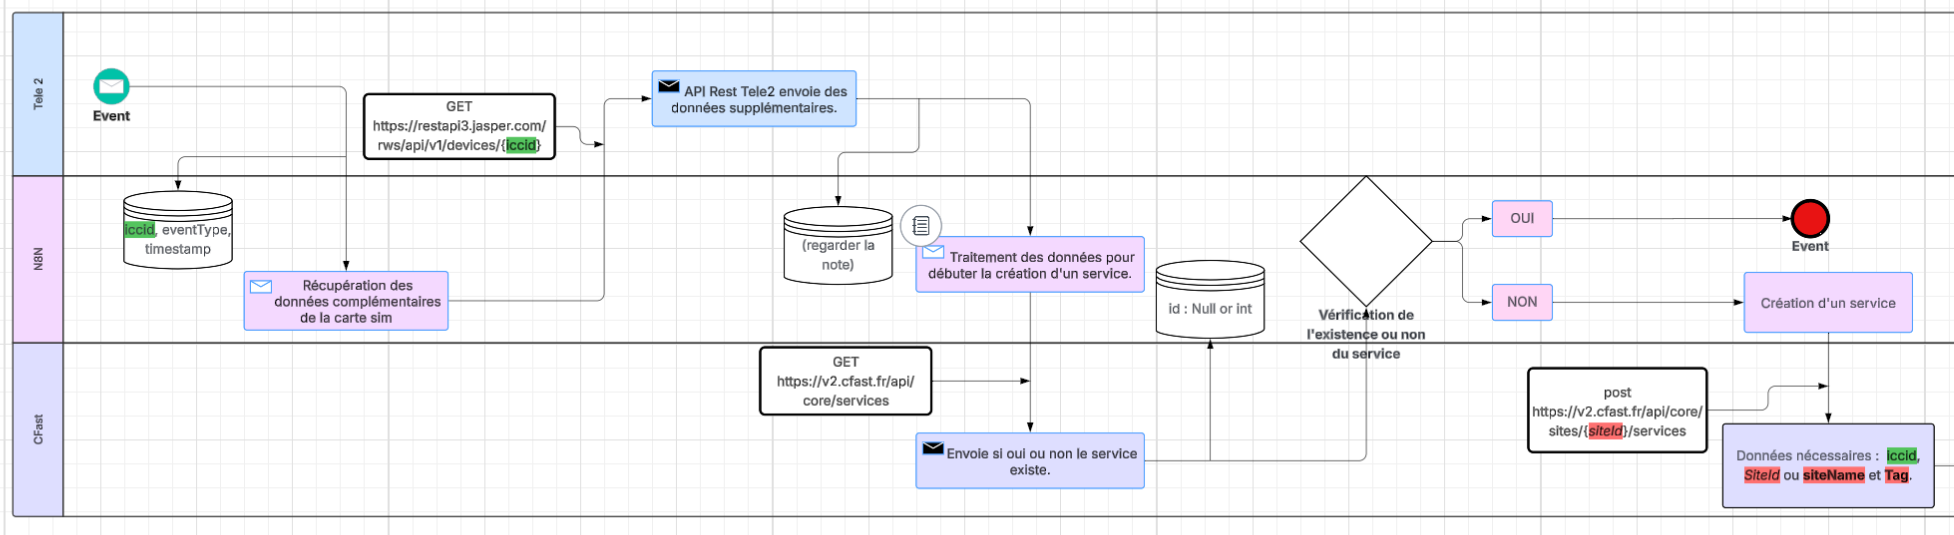 Tele 2
Event
GET
https://restapi3.jasper.com/
rws/api/v1/devices/{iccid}
API Rest Tele2 envoie des
données supplémentaires.
N8N
iccid, eventType,
timestamp
Récupération des
données complémentaires
de la carte sim
(regarder la
note)
Traitement des données pour
débuter la création d'un service.
id : Null or int
Vérification de
l'existence ou non
du service
OUI
NON
Event
Création d'un service
CFast
GET
https://v2.cfast.fr/api/
core/services
Envoie si oui ou non le service
existe.
post
https://v2.cfast.fr/api/core/
sites/{siteId}/services
Données nécessaires : iccid,
SiteId ou siteName et Tag.